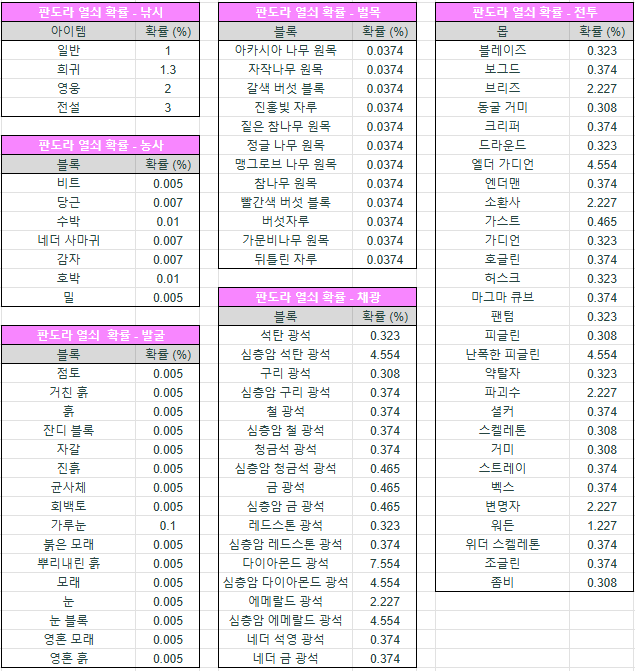 판도라 열쇠 확률 - 낚시
아이템 확률 (%)
일반 1
희귀 1.3
영웅 2
전설 3
판도라 열쇠 확률 - 농사
블록 확률 (%)
비트 0.005
당근 0.007
수박 0.01
네더 사마귀 0.007
감자 0.007
호박 0.01
밀 0.005
판도라 열쇠 확률 - 발굴
블록 확률 (%)
점토 0.005
거친 흙 0.005
흙 0.005
잔디 블록 0.005
자갈 0.005
진흙 0.005
균사체 0.005
회백토 0.005
가루눈 0.1
붉은 모래 0.005
뿌리내린 흙 0.005
모래 0.005
눈 0.005
눈 블록 0.005
영혼 모래 0.005
영혼 흙 0.005
판도라 열쇠 확률 - 벌목
블록 확률 (%)
아카시아 나무 원목 0.0374
자작나무 원목 0.0374
갈색 버섯 블록 0.0374
진홍빛 자루 0.0374
짙은 참나무 원목 0.0374
정글 나무 원목 0.0374
맹그로브 나무 원목 0.0374
참나무 원목 0.0374
빨간색 버섯 블록 0.0374
버섯자루 0.0374
가문비나무 원목 0.0374
뒤틀린 자루 0.0374
판도라 열쇠 확률 - 채광
블록 확률 (%)
석탄 광석 0.323
심층암 석탄 광석 4.554
구리 광석 0.308
심층암 구리 광석 0.374
철 광석 0.374
심층암 철 광석 0.374
청금석 광석 0.374
심층암 청금석 광석 0.465
금 광석 0.465
심층암 금 광석 0.465
레드스톤 광석 0.323
심층암 레드스톤 광석 0.374
다이아몬드 광석 7.554
심층암 다이아몬드 광석 4.554
에메랄드 광석 2.227
심층암 에메랄드 광석 4.554
네더 석영 광석 0.374
네더 금 광석 0.374
판도라 열쇠 확률 - 전투
몹 확률 (%)
블레이즈 0.323
보그드 0.374
브리즈 2.227
동굴 거미 0.308
크리퍼 0.374
드라운드 0.323
엘더 가디언 4.554
엔더맨 0.374
소환사 2.227
가스트 0.465
가디언 0.323
호글린 0.374
허스크 0.323
마그마 큐브 0.374
팬텀 0.323
피글린 0.308
난폭한 피글린 4.554
약탈자 0.323
파괴수 2.227
셜커 0.374
스켈레톤 0.308
거미 0.308
스트레이 0.374
벡스 0.374
변명자 2.227
워든 1.227
위더 스켈레톤 0.374
조글린 0.374
좀비 0.308